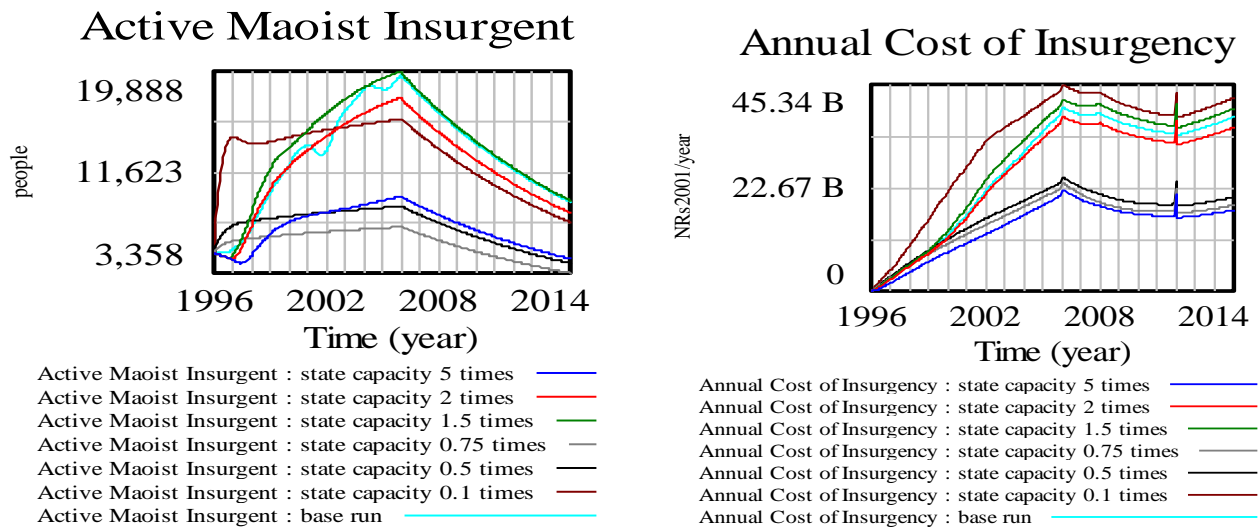 Active Maoist Insurgent
19,888
11,623
3,358
people
1996 2002 2008 2014
Time (year)
Active Maoist Insurgent : state capacity 5 times
Active Maoist Insurgent : state capacity 2 times
Active Maoist Insurgent : state capacity 1.5 times
Active Maoist Insurgent : state capacity 0.75 times
Active Maoist Insurgent : state capacity 0.5 times
Active Maoist Insurgent : state capacity 0.1 times
Active Maoist Insurgent : base run
Annual Cost of Insurgency
45.34 B
22.67 B
0
NRs2001/year
1996 2002 2008 2014
Time (year)
Annual Cost of Insurgency : state capacity 5 times
Annual Cost of Insurgency : state capacity 2 times
Annual Cost of Insurgency : state capacity 1.5 times
Annual Cost of Insurgency : state capacity 0.75 times
Annual Cost of Insurgency : state capacity 0.5 times
Annual Cost of Insurgency : state capacity 0.1 times
Annual Cost of Insurgency : base run